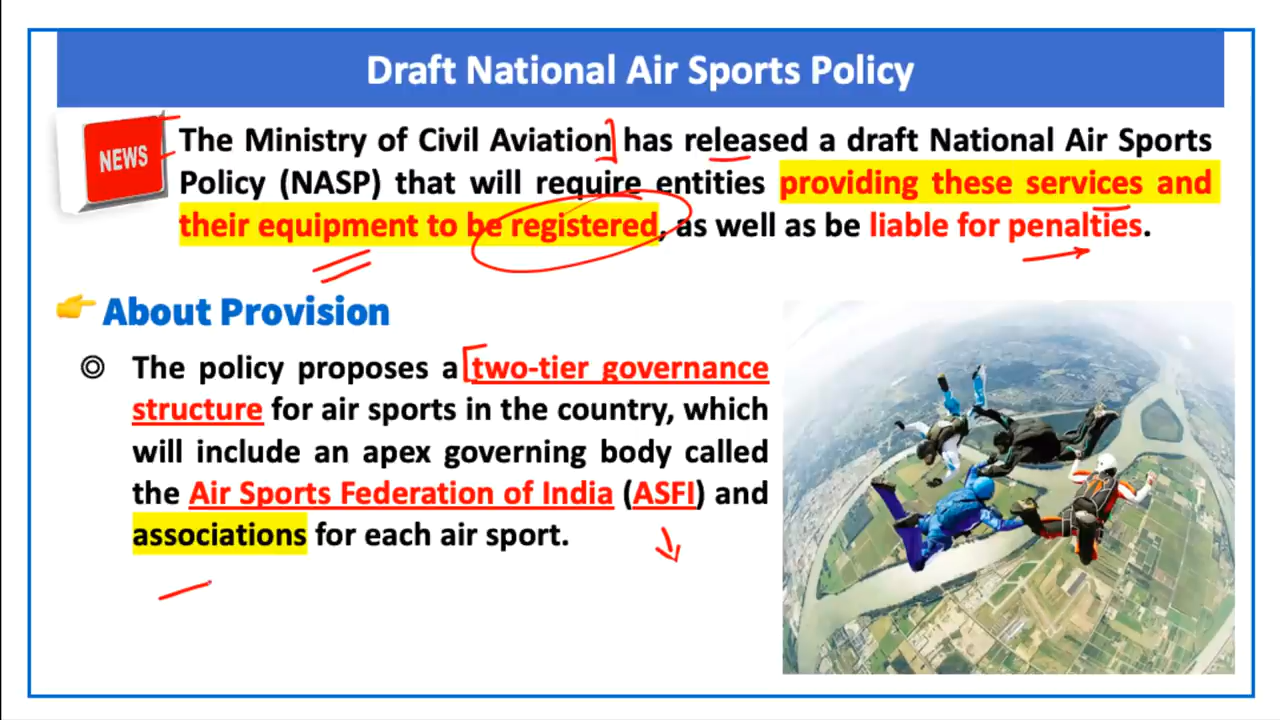 Draft National Air Sports Policy
NEWS
The Ministry of Civil Aviation has released a draft National Air Sports
Policy (NASP) that will require entities providing these services and
their equipment to be registered, as well as be liable for penalties.
About Provision
The policy proposes a two-tier governance
structure for air sports in the country, which
will include an apex governing body called
the Air Sports Federation of India (ASFI) and
associations for each air sport.